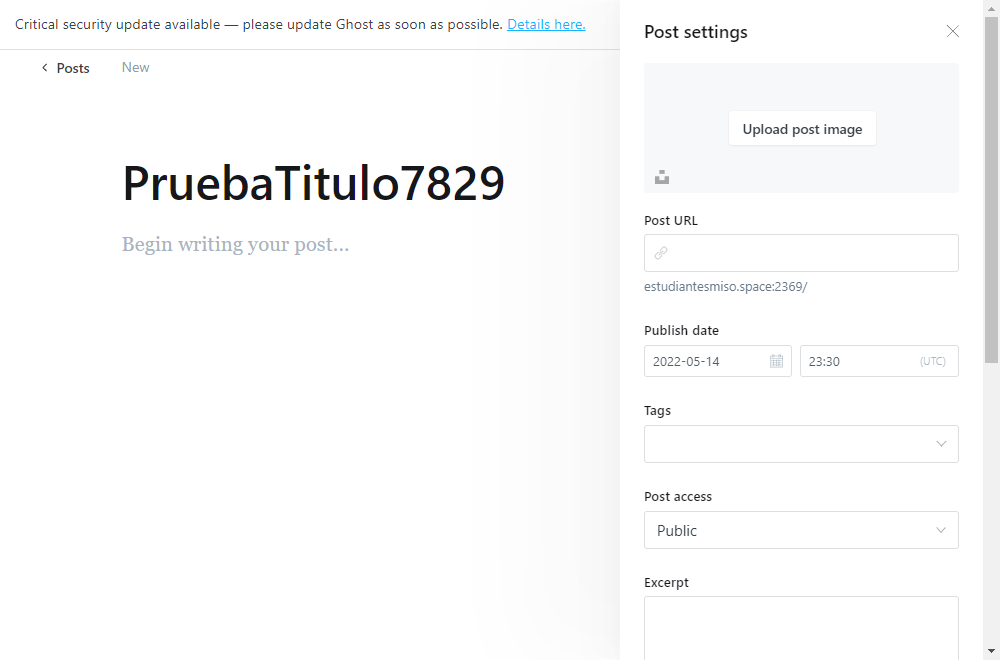 Critical security update available — please update Ghost as soon as possible. Details here.
Posts
New
PruebaTitulo7829
Begin writing your post...
Post settings
Upload post image
Post URL
estudiantesmiso.space:2369/
Publish date
2022-05-14
23:30 (UTC)
Tags
Post access
Public
Excerpt